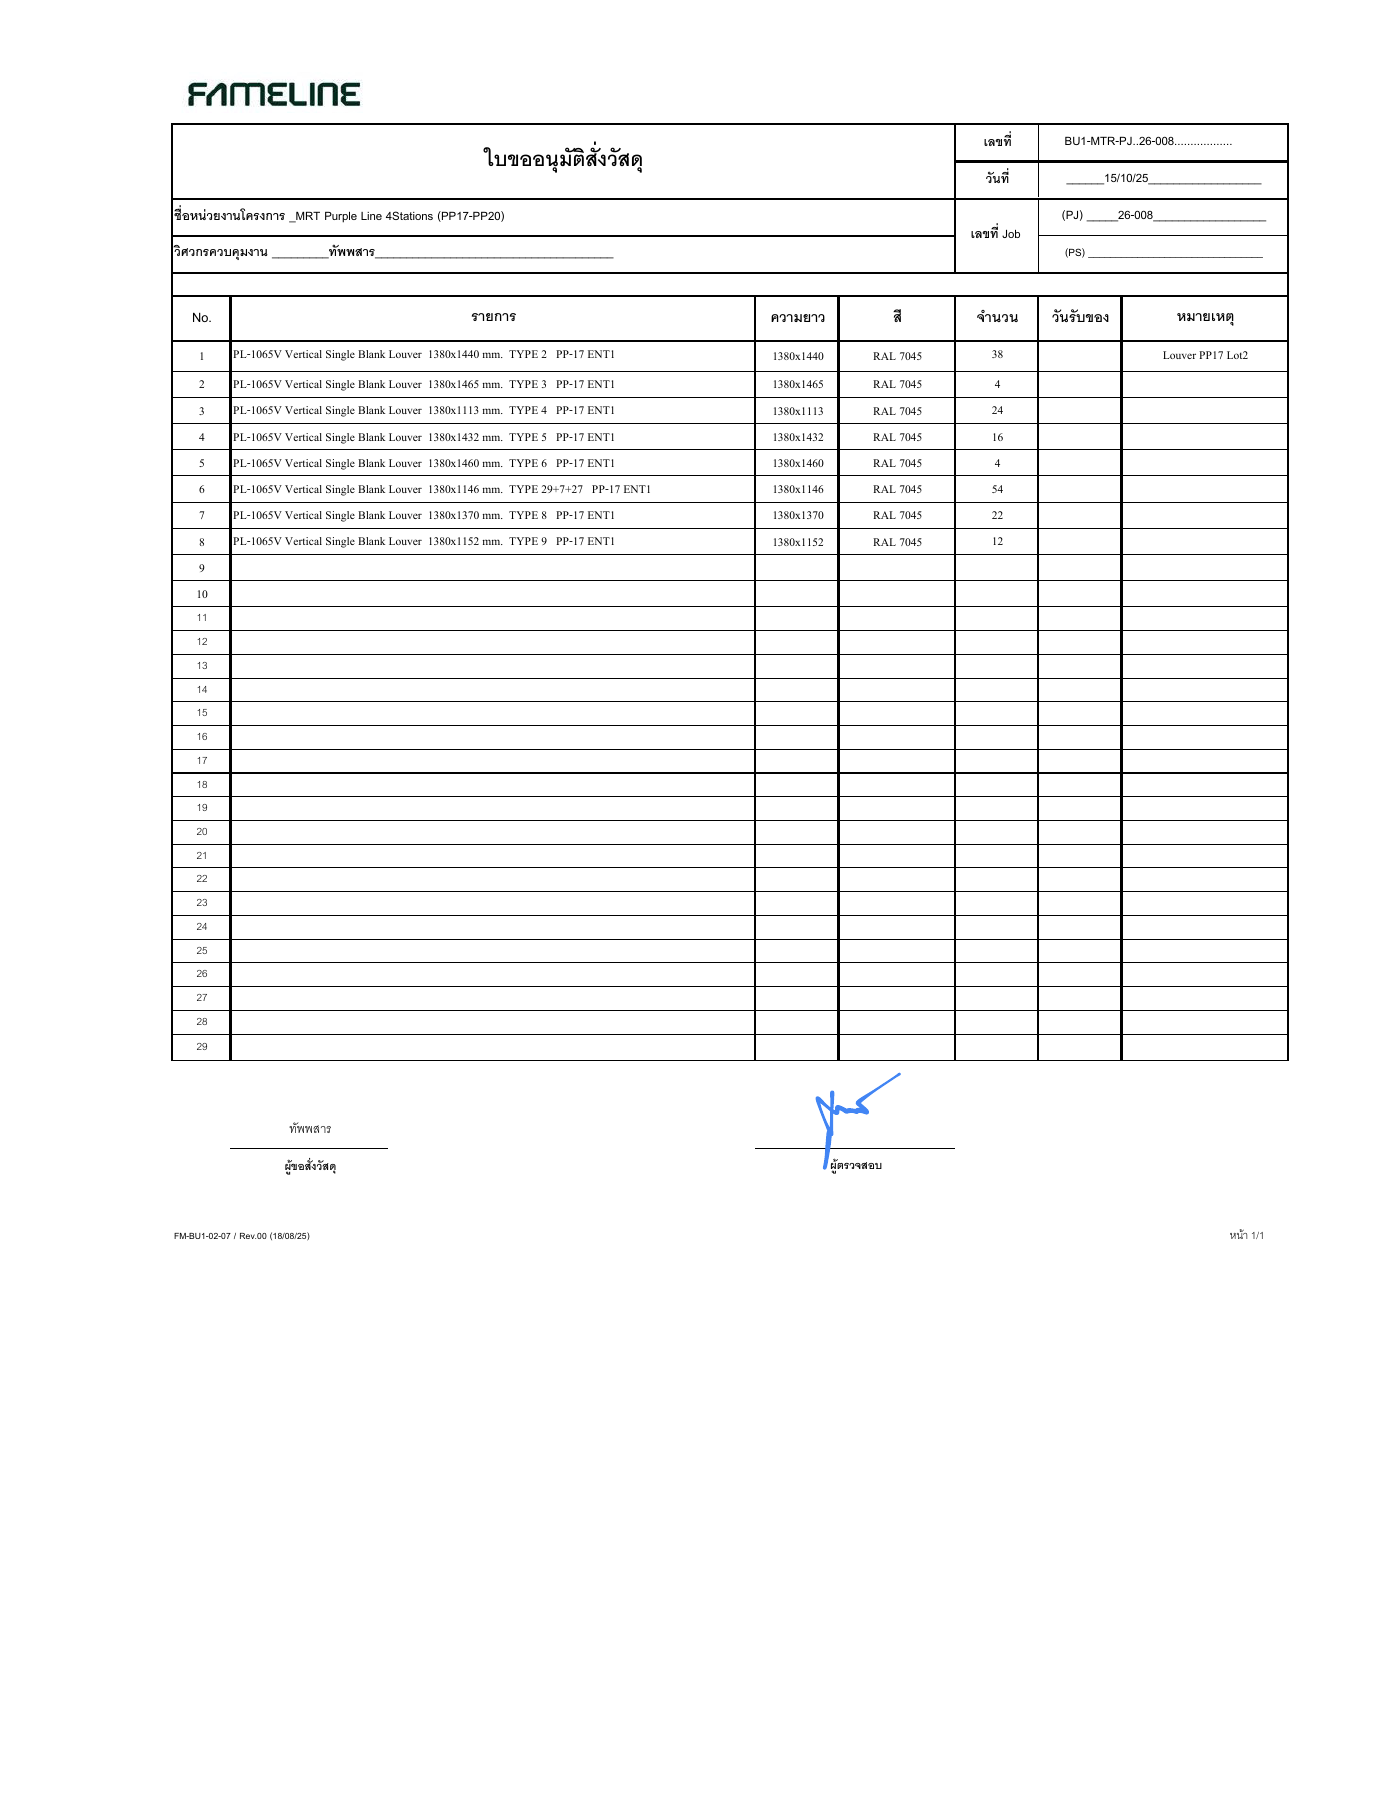 FAMELINE
ใบขออนุมัติสั่งวัสดุ
เลขที่ BU1-MTR-PJ..26-008.................
วันที่ ______15/10/25__________________
ชื่อหน่วยงานโครงการ _MRT Purple Line 4Stations (PP17-PP20)
เลขที่ Job (PJ) _____26-008__________________
วิศวกรควบคุมงาน _________ทัพพสาร______________________________________
(PS) ______________________________
No. รายการ ความยาว สี จำนวน วันรับของ หมายเหตุ
1 PL-1065V Vertical Single Blank Louver 1380x1440 mm. TYPE 2 PP-17 ENT1 1380x1440 RAL 7045 38 Louver PP17 Lot2
2 PL-1065V Vertical Single Blank Louver 1380x1465 mm. TYPE 3 PP-17 ENT1 1380x1465 RAL 7045 4
3 PL-1065V Vertical Single Blank Louver 1380x1113 mm. TYPE 4 PP-17 ENT1 1380x1113 RAL 7045 24
4 PL-1065V Vertical Single Blank Louver 1380x1432 mm. TYPE 5 PP-17 ENT1 1380x1432 RAL 7045 16
5 PL-1065V Vertical Single Blank Louver 1380x1460 mm. TYPE 6 PP-17 ENT1 1380x1460 RAL 7045 4
6 PL-1065V Vertical Single Blank Louver 1380x1146 mm. TYPE 29+7+27 PP-17 ENT1 1380x1146 RAL 7045 54
7 PL-1065V Vertical Single Blank Louver 1380x1370 mm. TYPE 8 PP-17 ENT1 1380x1370 RAL 7045 22
8 PL-1065V Vertical Single Blank Louver 1380x1152 mm. TYPE 9 PP-17 ENT1 1380x1152 RAL 7045 12
9
10
11
12
13
14
15
16
17
18
19
20
21
22
23
24
25
26
27
28
29
ทัพพสาร
ผู้ขอสั่งวัสดุ ผู้ตรวจสอบ
FM-BU1-02-07 / Rev.00 (18/08/25) หน้า 1/1